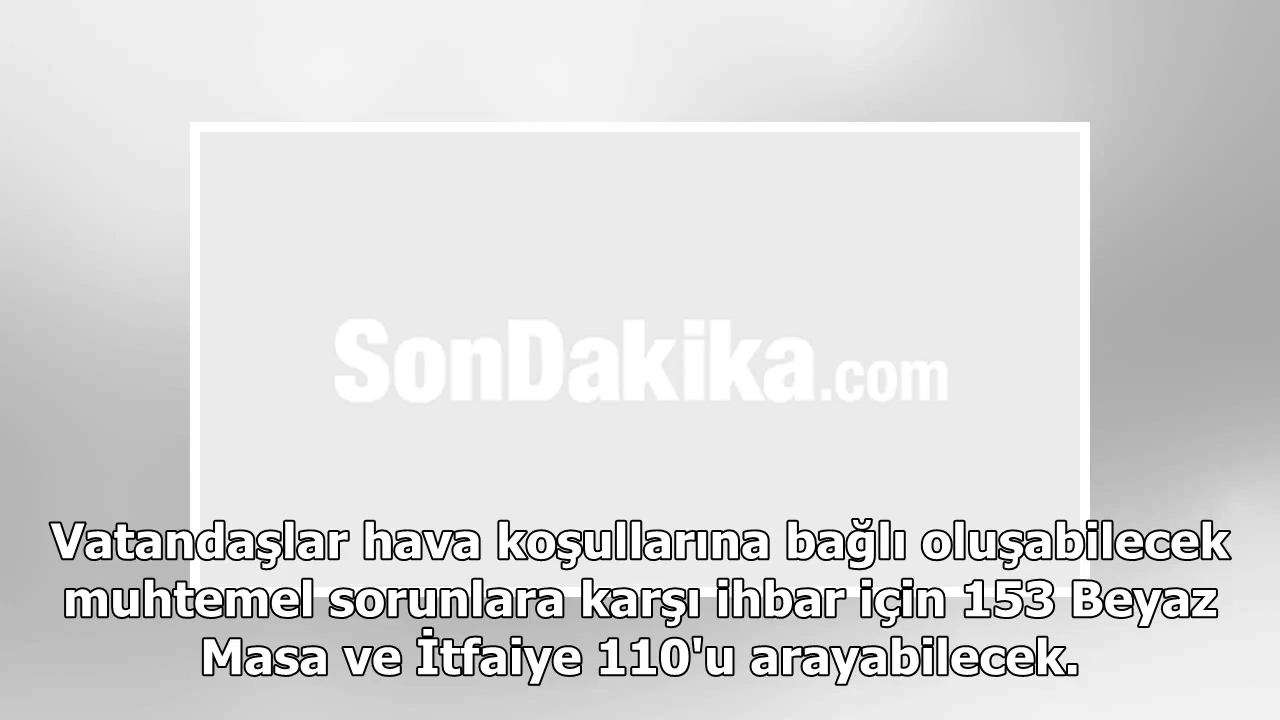 SonDakika.com
Vatandaşlar hava koşullarına bağlı oluşabilecek
muhtemel sorunlara karşı ihbar için 153 Beyaz
Masa ve İtfaiye 110'u arayabilecek.